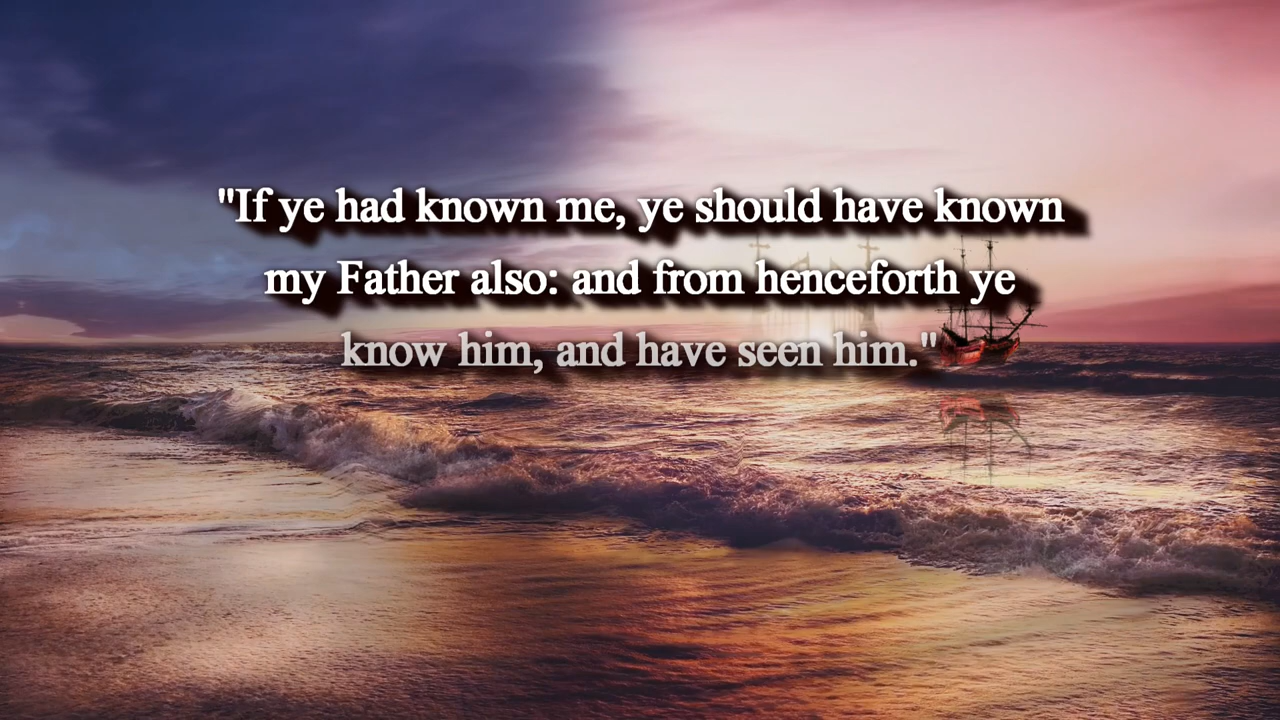 "If ye had known me, ye should have known
my Father also: and from henceforth ye
know him, and have seen him."